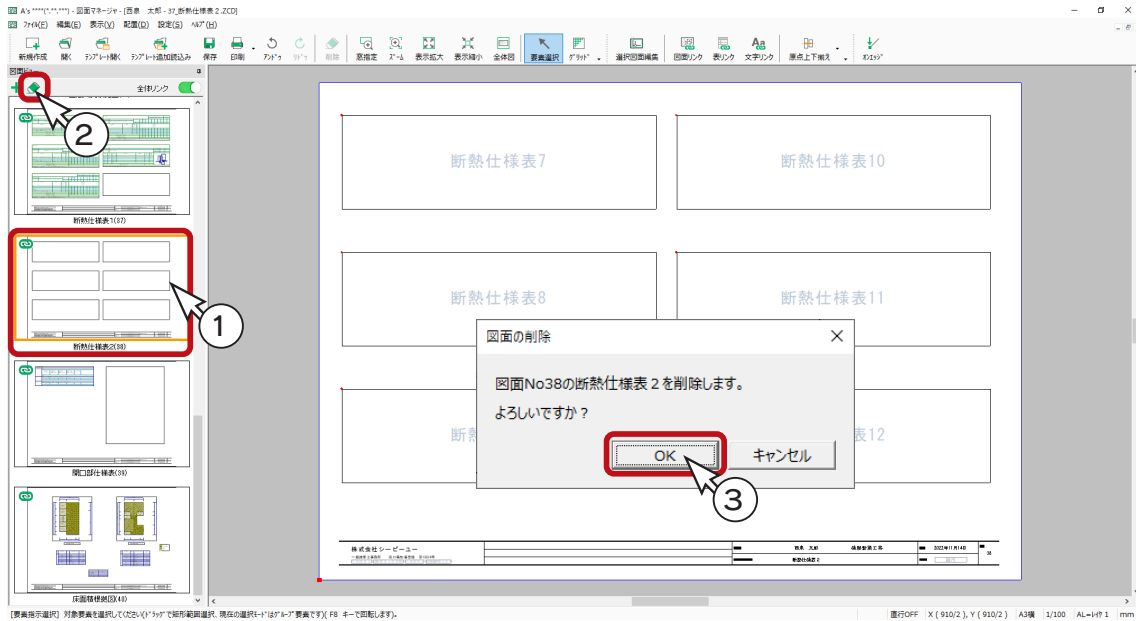 A's ****(*.**.***) - 図面マネージャ - [西泉　太郎 - 37_断熱仕様表２.ZCD]
ﾌｧｲﾙ(F) 編集(E) 表示(V) 配置(D) 設定(S) ﾍﾙﾌﾟ(H)
新規作成 開く ﾃﾝﾌﾟﾚｰﾄ開く ﾃﾝﾌﾟﾚｰﾄ追加読込み 保存 印刷 ｱﾝﾄﾞｩ ﾘﾄﾞｩ 削除 窓指定 ｽﾞｰﾑ 表示拡大 表示縮小 全体図 要素選択 ｸﾞﾘｯﾄﾞ 選択図面編集 図面リンク 表リンク 文字リンク 原点上下揃え ｵﾝｴｯｼﾞ
全体リンク
②
断熱仕様表1(37)
①
断熱仕様表2(38)
開口部仕様表(39)
床面積根拠図(40)
断熱仕様表7
断熱仕様表10
断熱仕様表8
断熱仕様表11
表12
図面の削除
図面No38の断熱仕様表２を削除します。
よろしいですか？
OK キャンセル
③
株式会社シーピーユー
西泉 太郎
断熱仕様表２
2022年11月14日
38
[要素指示選択] 対象要素を選択してください(ﾄﾞﾗｯｸﾞで矩形範囲選択、現在の選択ﾓｰﾄﾞはｸﾞﾙｰﾌﾟ要素です)( F8 キーで回転します)。
直行OFF X ( 910/2 ), Y ( 910/2 ) A3横 1/100 AL=ﾚｲﾔ 1 mm